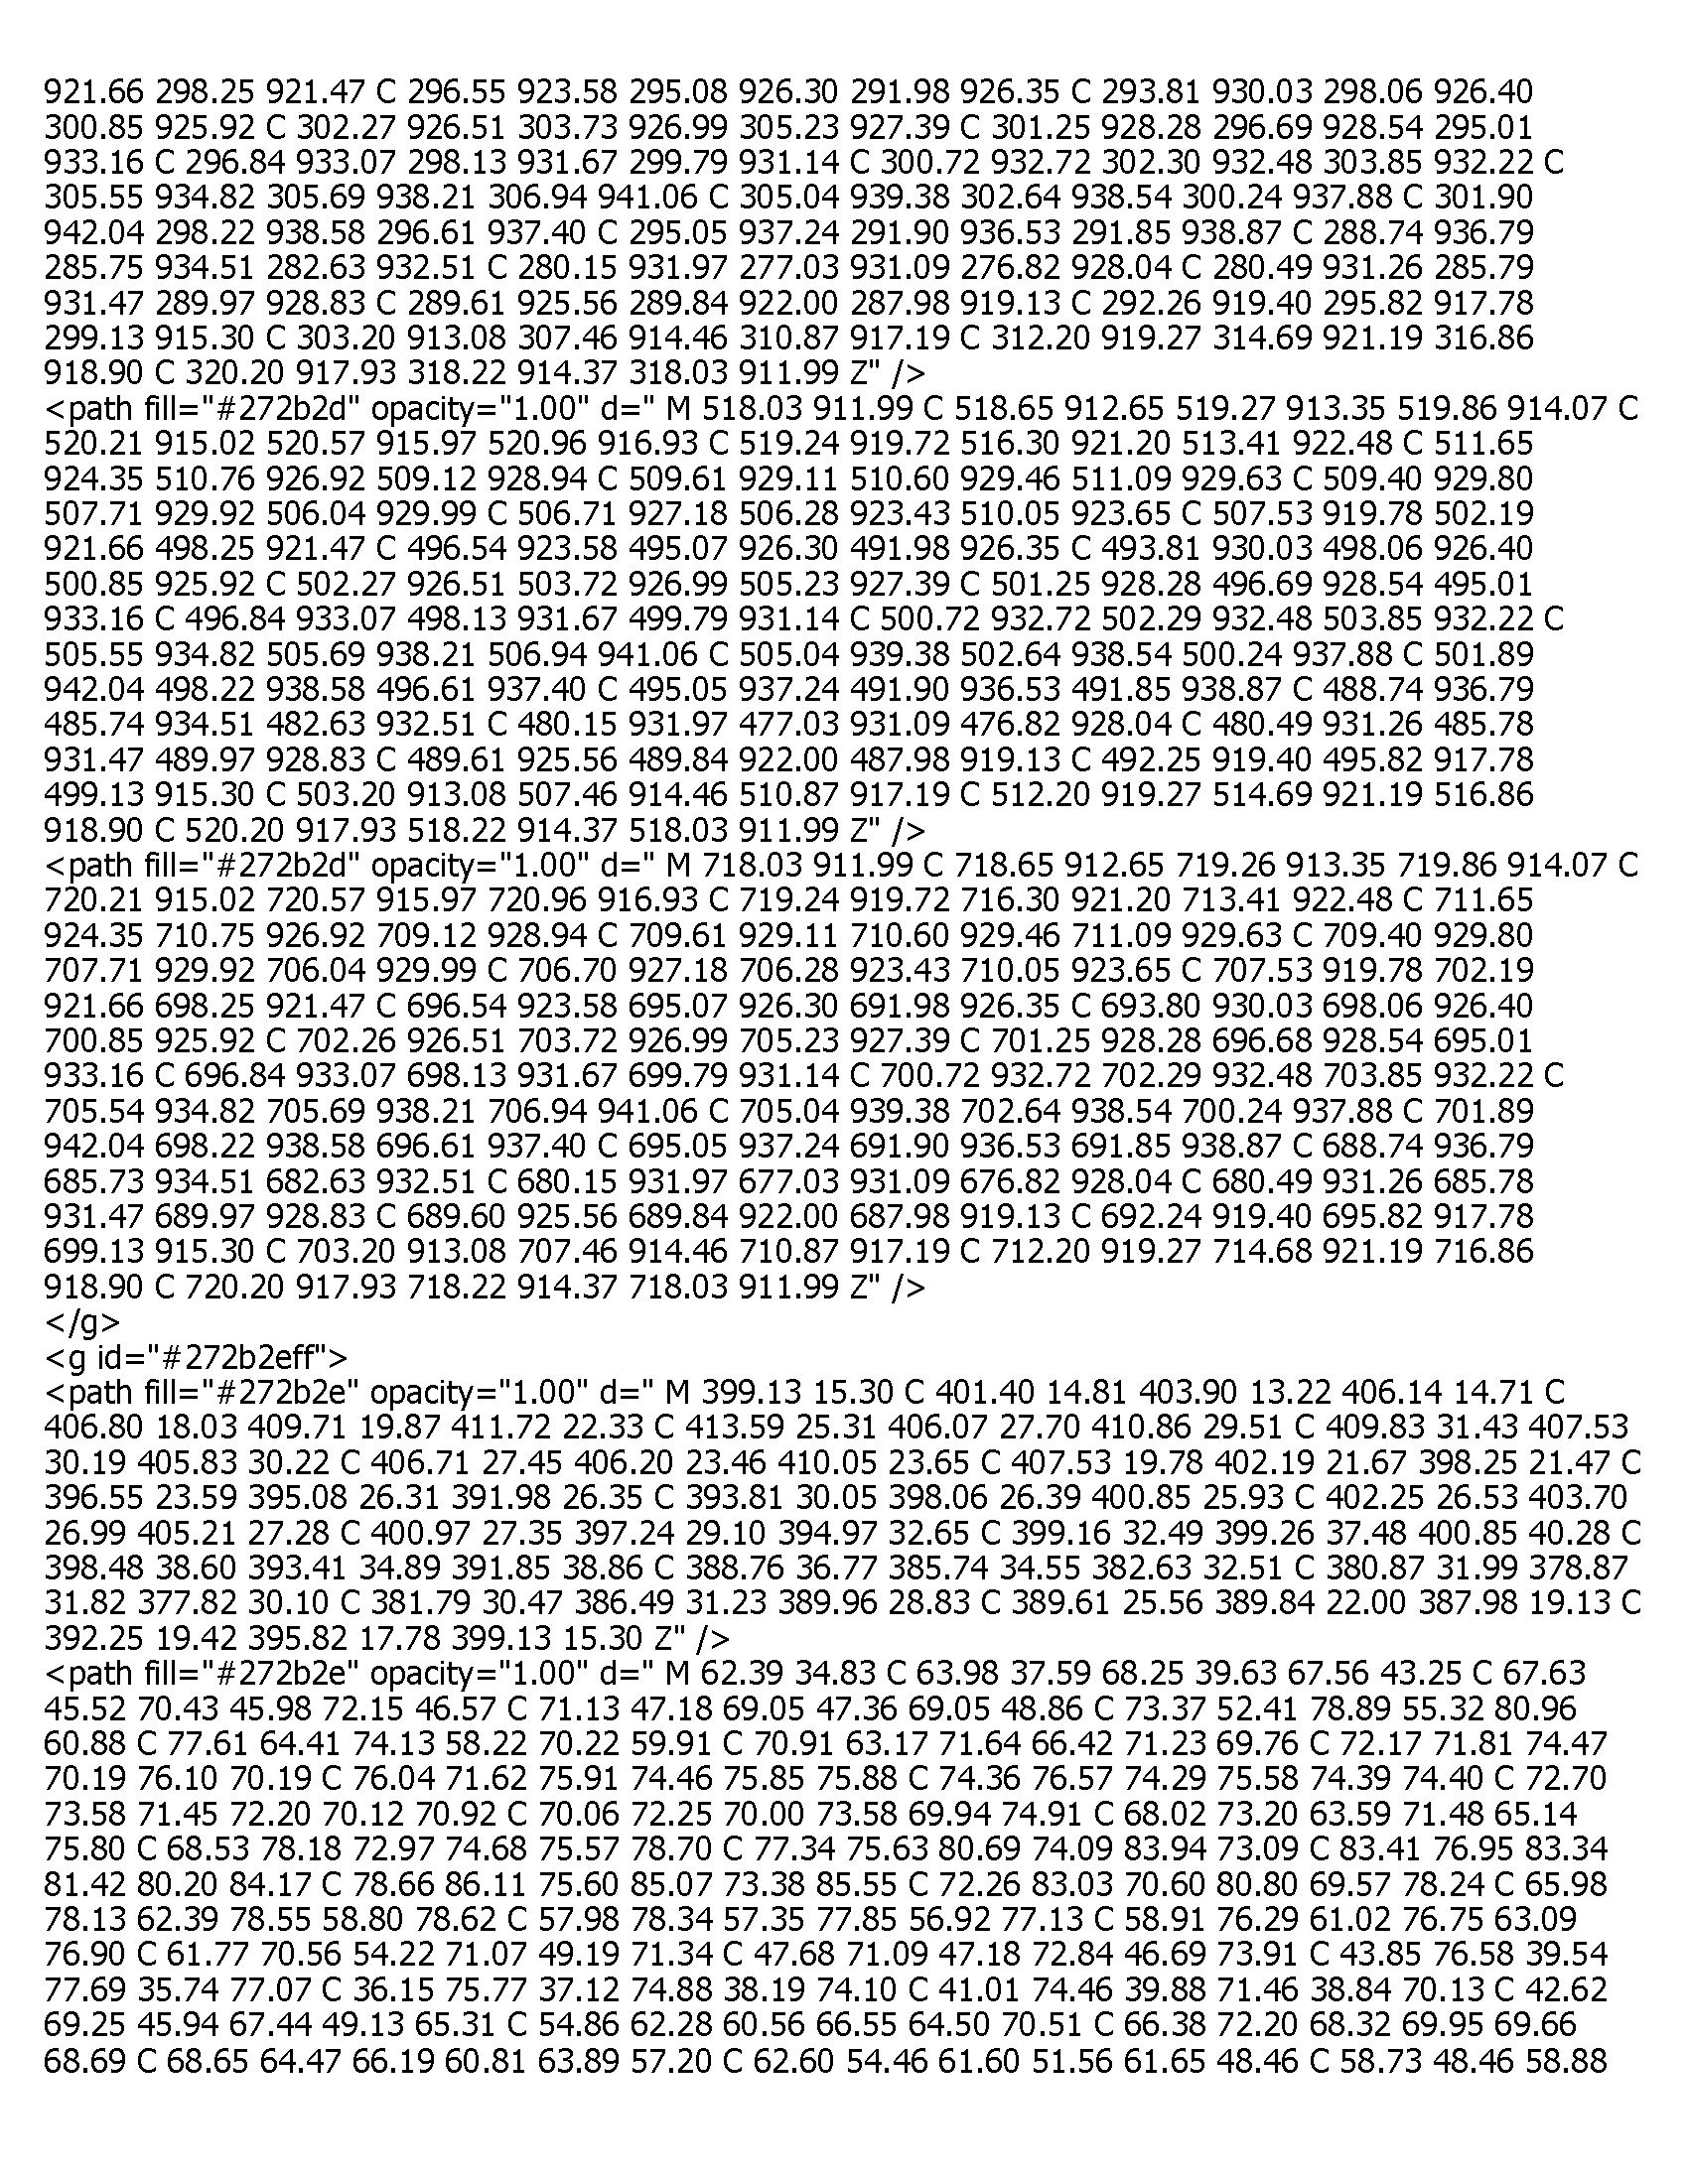 921.66 298.25 921.47 C 296.55 923.58 295.08 926.30 291.98 926.35 C 293.81 930.03 298.06 926.40
300.85 925.92 C 302.27 926.51 303.73 926.99 305.23 927.39 C 301.25 928.28 296.69 928.54 295.01
933.16 C 296.84 933.07 298.13 931.67 299.79 931.14 C 300.72 932.72 302.30 932.48 303.85 932.22 C
305.55 934.82 305.69 938.21 306.94 941.06 C 305.04 939.38 302.64 938.54 300.24 937.88 C 301.90
942.04 298.22 938.58 296.61 937.40 C 295.05 937.24 291.90 936.53 291.85 938.87 C 288.74 936.79
285.75 934.51 282.63 932.51 C 280.15 931.97 277.03 931.09 276.82 928.04 C 280.49 931.26 285.79
931.47 289.97 928.83 C 289.61 925.56 289.84 922.00 287.98 919.13 C 292.26 919.40 295.82 917.78
299.13 915.30 C 303.20 913.08 307.46 914.46 310.87 917.19 C 312.20 919.27 314.69 921.19 316.86
918.90 C 320.20 917.93 318.22 914.37 318.03 911.99 Z" />
<path fill="#272b2d" opacity="1.00" d=" M 518.03 911.99 C 518.65 912.65 519.27 913.35 519.86 914.07 C
520.21 915.02 520.57 915.97 520.96 916.93 C 519.24 919.72 516.30 921.20 513.41 922.48 C 511.65
924.35 510.76 926.92 509.12 928.94 C 509.61 929.11 510.60 929.46 511.09 929.63 C 509.40 929.80
507.71 929.92 506.04 929.99 C 506.71 927.18 506.28 923.43 510.05 923.65 C 507.53 919.78 502.19
921.66 498.25 921.47 C 496.54 923.58 495.07 926.30 491.98 926.35 C 493.81 930.03 498.06 926.40
500.85 925.92 C 502.27 926.51 503.72 926.99 505.23 927.39 C 501.25 928.28 496.69 928.54 495.01
933.16 C 496.84 933.07 498.13 931.67 499.79 931.14 C 500.72 932.72 502.29 932.48 503.85 932.22 C
505.55 934.82 505.69 938.21 506.94 941.06 C 505.04 939.38 502.64 938.54 500.24 937.88 C 501.89
942.04 498.22 938.58 496.61 937.40 C 495.05 937.24 491.90 936.53 491.85 938.87 C 488.74 936.79
485.74 934.51 482.63 932.51 C 480.15 931.97 477.03 931.09 476.82 928.04 C 480.49 931.26 485.78
931.47 489.97 928.83 C 489.61 925.56 489.84 922.00 487.98 919.13 C 492.25 919.40 495.82 917.78
499.13 915.30 C 503.20 913.08 507.46 914.46 510.87 917.19 C 512.20 919.27 514.69 921.19 516.86
918.90 C 520.20 917.93 518.22 914.37 518.03 911.99 Z" />
<path fill="#272b2d" opacity="1.00" d=" M 718.03 911.99 C 718.65 912.65 719.26 913.35 719.86 914.07 C
720.21 915.02 720.57 915.97 720.96 916.93 C 719.24 919.72 716.30 921.20 713.41 922.48 C 711.65
924.35 710.75 926.92 709.12 928.94 C 709.61 929.11 710.60 929.46 711.09 929.63 C 709.40 929.80
707.71 929.92 706.04 929.99 C 706.70 927.18 706.28 923.43 710.05 923.65 C 707.53 919.78 702.19
921.66 698.25 921.47 C 696.54 923.58 695.07 926.30 691.98 926.35 C 693.80 930.03 698.06 926.40
700.85 925.92 C 702.26 926.51 703.72 926.99 705.23 927.39 C 701.25 928.28 696.68 928.54 695.01
933.16 C 696.84 933.07 698.13 931.67 699.79 931.14 C 700.72 932.72 702.29 932.48 703.85 932.22 C
705.54 934.82 705.69 938.21 706.94 941.06 C 705.04 939.38 702.64 938.54 700.24 937.88 C 701.89
942.04 698.22 938.58 696.61 937.40 C 695.05 937.24 691.90 936.53 691.85 938.87 C 688.74 936.79
685.73 934.51 682.63 932.51 C 680.15 931.97 677.03 931.09 676.82 928.04 C 680.49 931.26 685.78
931.47 689.97 928.83 C 689.60 925.56 689.84 922.00 687.98 919.13 C 692.24 919.40 695.82 917.78
699.13 915.30 C 703.20 913.08 707.46 914.46 710.87 917.19 C 712.20 919.27 714.68 921.19 716.86
918.90 C 720.20 917.93 718.22 914.37 718.03 911.99 Z" />
</g>
<g id="#272b2eff">
<path fill="#272b2e" opacity="1.00" d=" M 399.13 15.30 C 401.40 14.81 403.90 13.22 406.14 14.71 C
406.80 18.03 409.71 19.87 411.72 22.33 C 413.59 25.31 406.07 27.70 410.86 29.51 C 409.83 31.43 407.53
30.19 405.83 30.22 C 406.71 27.45 406.20 23.46 410.05 23.65 C 407.53 19.78 402.19 21.67 398.25 21.47 C
396.55 23.59 395.08 26.31 391.98 26.35 C 393.81 30.05 398.06 26.39 400.85 25.93 C 402.25 26.53 403.70
26.99 405.21 27.28 C 400.97 27.35 397.24 29.10 394.97 32.65 C 399.16 32.49 399.26 37.48 400.85 40.28 C
398.48 38.60 393.41 34.89 391.85 38.86 C 388.76 36.77 385.74 34.55 382.63 32.51 C 380.87 31.99 378.87
31.82 377.82 30.10 C 381.79 30.47 386.49 31.23 389.96 28.83 C 389.61 25.56 389.84 22.00 387.98 19.13 C
392.25 19.42 395.82 17.78 399.13 15.30 Z" />
<path fill="#272b2e" opacity="1.00" d=" M 62.39 34.83 C 63.98 37.59 68.25 39.63 67.56 43.25 C 67.63
45.52 70.43 45.98 72.15 46.57 C 71.13 47.18 69.05 47.36 69.05 48.86 C 73.37 52.41 78.89 55.32 80.96
60.88 C 77.61 64.41 74.13 58.22 70.22 59.91 C 70.91 63.17 71.64 66.42 71.23 69.76 C 72.17 71.81 74.47
70.19 76.10 70.19 C 76.04 71.62 75.91 74.46 75.85 75.88 C 74.36 76.57 74.29 75.58 74.39 74.40 C 72.70
73.58 71.45 72.20 70.12 70.92 C 70.06 72.25 70.00 73.58 69.94 74.91 C 68.02 73.20 63.59 71.48 65.14
75.80 C 68.53 78.18 72.97 74.68 75.57 78.70 C 77.34 75.63 80.69 74.09 83.94 73.09 C 83.41 76.95 83.34
81.42 80.20 84.17 C 78.66 86.11 75.60 85.07 73.38 85.55 C 72.26 83.03 70.60 80.80 69.57 78.24 C 65.98
78.13 62.39 78.55 58.80 78.62 C 57.98 78.34 57.35 77.85 56.92 77.13 C 58.91 76.29 61.02 76.75 63.09
76.90 C 61.77 70.56 54.22 71.07 49.19 71.34 C 47.68 71.09 47.18 72.84 46.69 73.91 C 43.85 76.58 39.54
77.69 35.74 77.07 C 36.15 75.77 37.12 74.88 38.19 74.10 C 41.01 74.46 39.88 71.46 38.84 70.13 C 42.62
69.25 45.94 67.44 49.13 65.31 C 54.86 62.28 60.56 66.55 64.50 70.51 C 66.38 72.20 68.32 69.95 69.66
68.69 C 68.65 64.47 66.19 60.81 63.89 57.20 C 62.60 54.46 61.60 51.56 61.65 48.46 C 58.73 48.46 58.88